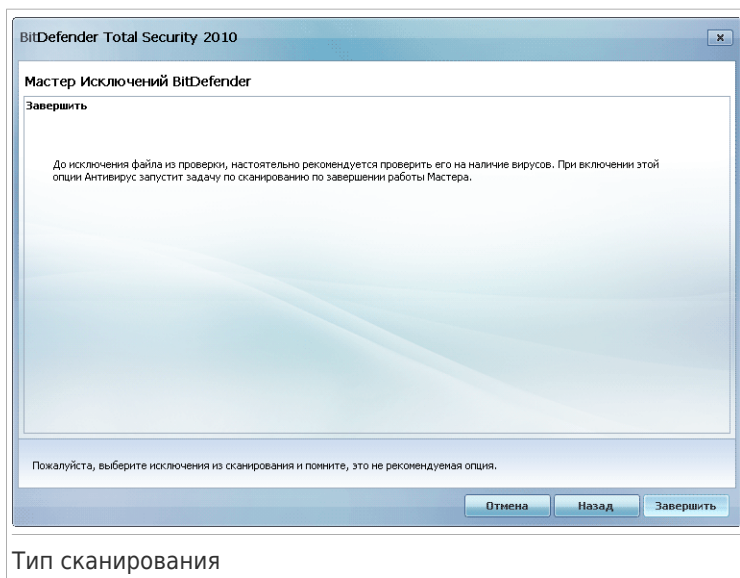 BitDefender Total Security 2010
Мастер Исключений BitDefender
Завершить
До исключения файла из проверки, настоятельно рекомендуется проверить его на наличие вирусов. При включении этой
опции Антивирус запустит задачу по сканированию по завершении работы Мастера.
Пожалуйста, выберите исключения из сканирования и помните, это не рекомендуемая опция.
Отмена Назад Завершить
Тип сканирования